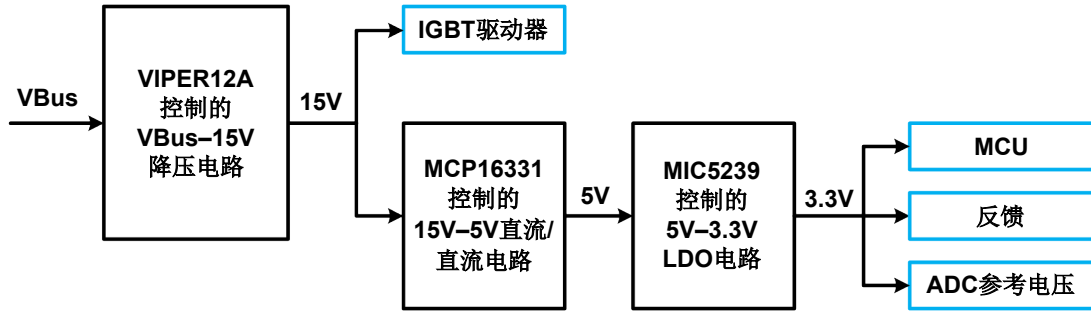 VBus
VIPER12A
控制的
VBus–15V
降压电路
15V
IGBT驱动器
MCP16331
控制的
15V–5V直流/
直流电路
5V
MIC5239
控制的
5V–3.3V
LDO电路
3.3V
MCU
反馈
ADC参考电压